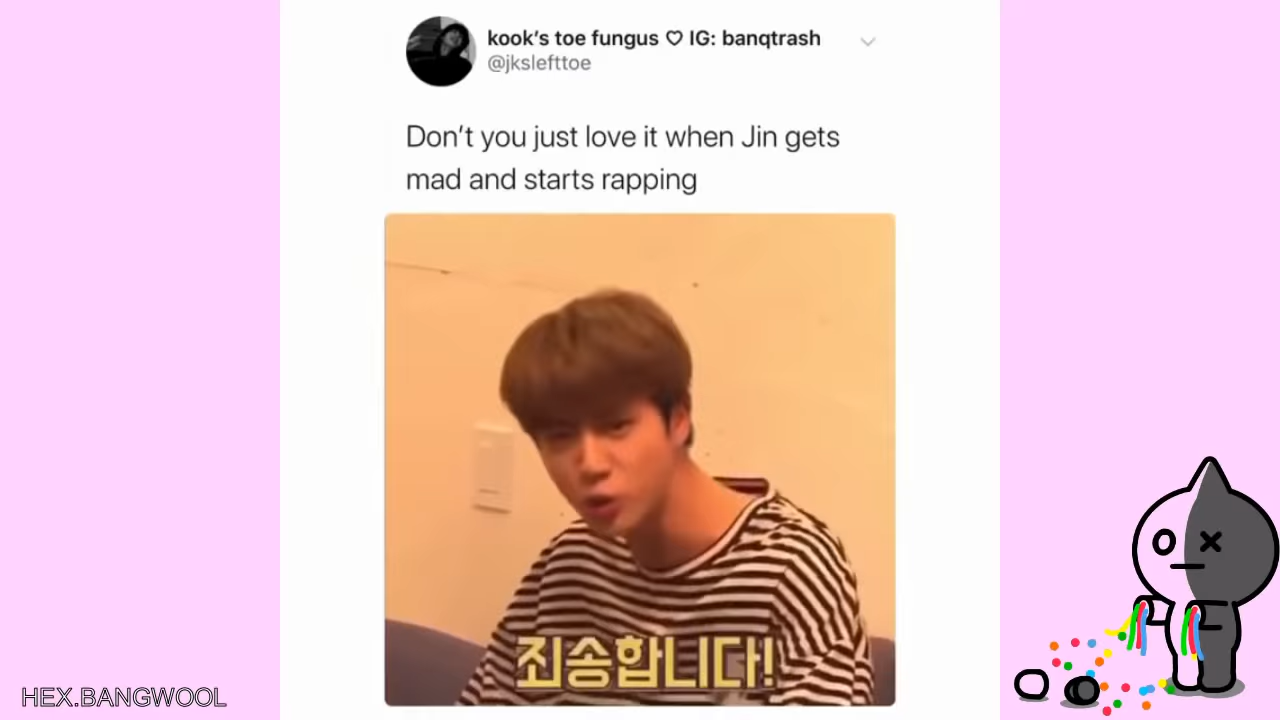 kook’s toe fungus ♡ IG: banqtrash
@jkslefttoe
Don’t you just love it when Jin gets
mad and starts rapping
죄송합니다!
HEX.BANGWOOL